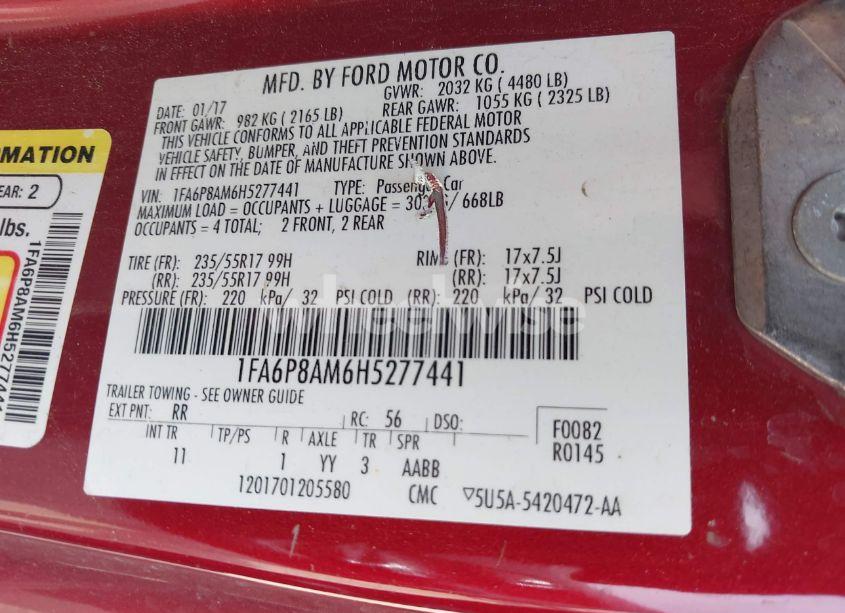 MFD. BY FORD MOTOR CO.
DATE: 01/17 GVWR: 2032 KG ( 4480 LB)
FRONT GAWR: 982 KG ( 2165 LB) REAR GAWR: 1055 KG ( 2325 LB)
THIS VEHICLE CONFORMS TO ALL APPLICABLE FEDERAL MOTOR
VEHICLE SAFETY, BUMPER, AND THEFT PREVENTION STANDARDS
IN EFFECT ON THE DATE OF MANUFACTURE SHOWN ABOVE.
VIN: 1FA6P8AM6H5277441 TYPE: Passenger Car
MAXIMUM LOAD = OCCUPANTS + LUGGAGE = / 668LB
OCCUPANTS = 4 TOTAL; 2 FRONT, 2 REAR
TIRE (FR): 235/55R17 99H RIM (FR): 17x7.5J
(RR): 235/55R17 99H (RR): 17x7.5J
PRESSURE (FR): 220 kPa/ 32 PSI COLD (RR): 220 kPa/ 32 PSI COLD
wheelwise
1FA6P8AM6H5277441
TRAILER TOWING - SEE OWNER GUIDE
EXT PNT: RR RC: 56 DSO: F0082
INT TR TP/PS R AXLE TR SPR R0145
11 1 YY 3 AABB
1201701205580 CMC ▽5U5A-5420472-AA
RMATION
EAR: 2
lbs.
1FA6P8AM6H5277441